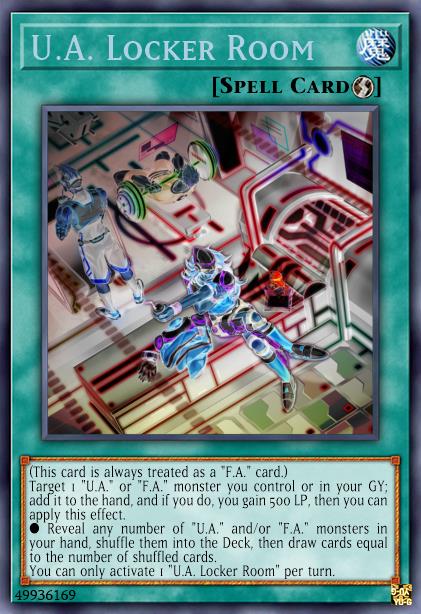 U.A. Locker Room
魔
[Spell Card]
(This card is always treated as a "F.A." card.)
Target 1 "U.A." or "F.A." monster you control or in your GY;
add it to the hand, and if you do, you gain 500 LP, then you can
apply this effect.
● Reveal any number of "U.A." and/or "F.A." monsters in
your hand, shuffle them into the Deck, then draw cards equal
to the number of shuffled cards.
You can only activate 1 "U.A. Locker Room" per turn.
49936169